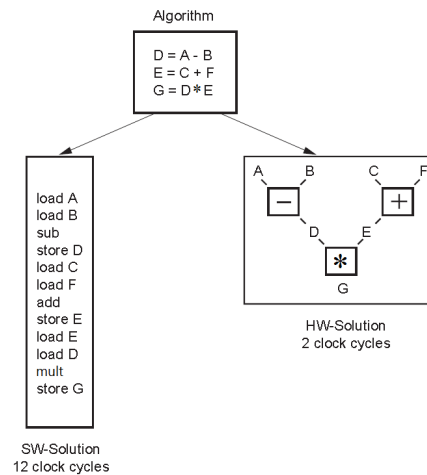 Algorithm
D = A - B
E = C + F
G = D * E
load A
load B
sub
store D
load C
load F
add
store E
load E
load D
mult
store G
SW-Solution
12 clock cycles
A B C F
− +
D E
*
G
HW-Solution
2 clock cycles